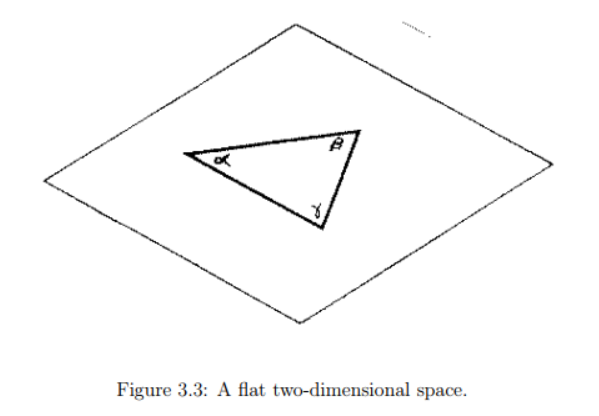 β
α
γ
Figure 3.3: A flat two-dimensional space.